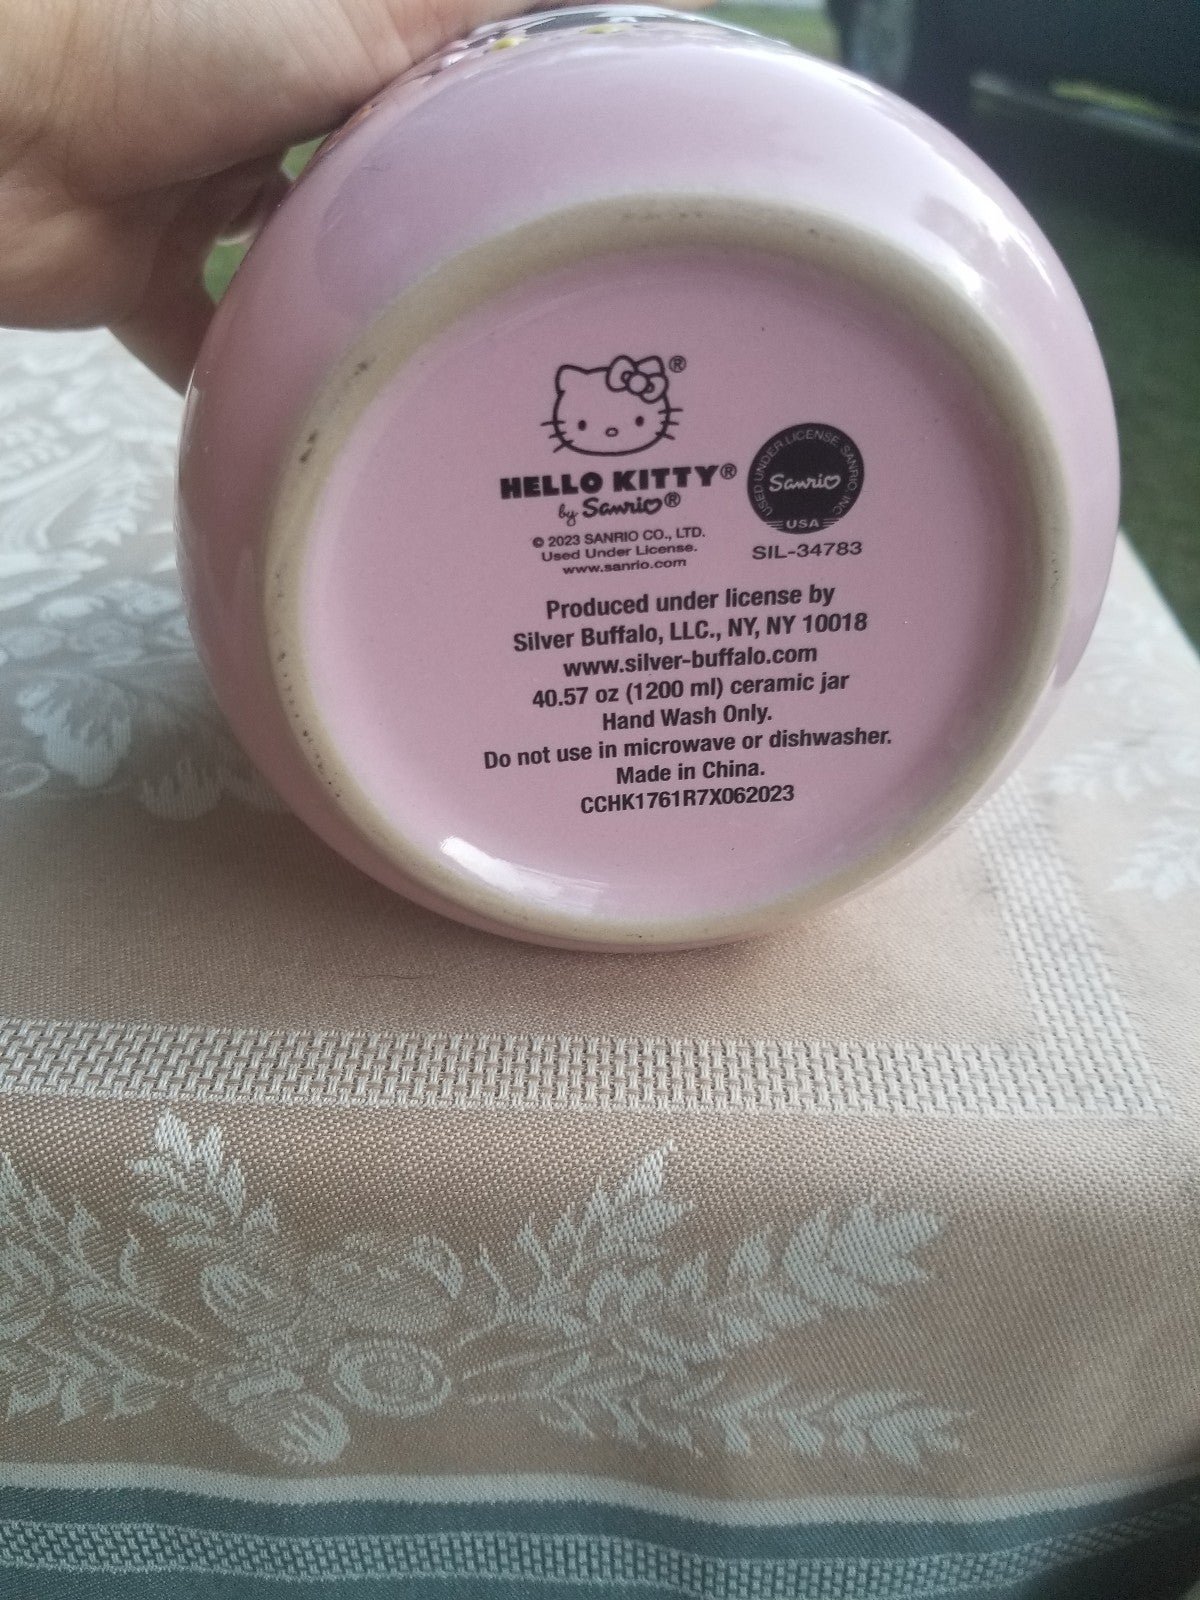 ®
HELLO KITTY®
by Sanrio®
© 2023 SANRIO CO., LTD.
Used Under License.
www.sanrio.com
USED UNDER LICENSE SANRIO INC.
Sanrio
USA
SIL-34783
Produced under license by
Silver Buffalo, LLC., NY, NY 10018
www.silver-buffalo.com
40.57 oz (1200 ml) ceramic jar
Hand Wash Only.
Do not use in microwave or dishwasher.
Made in China.
CCHK1761R7X062023